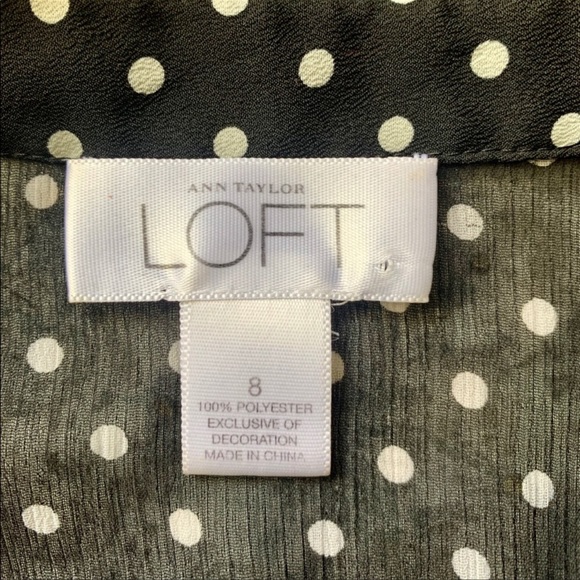 ANN TAYLOR
LOFT
8
100% POLYESTER
EXCLUSIVE OF
DECORATION
MADE IN CHINA